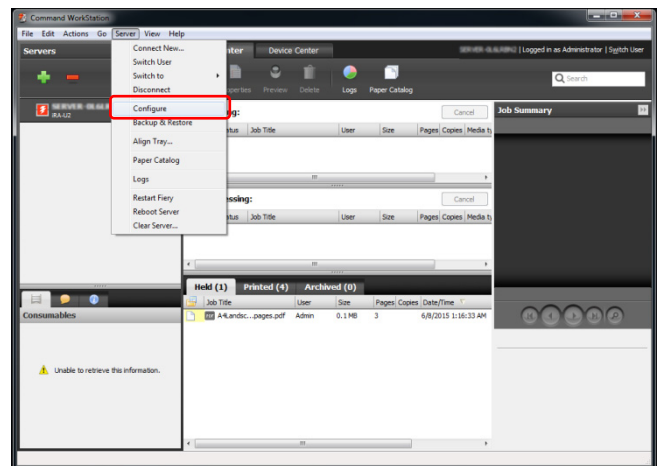 Command WorkStation
File Edit Actions Go Server View Help
Servers
Device Center
Logged in as Administrator | Switch User
Connect New...
Switch User
Switch to
Disconnect
Configure
Backup & Restore
Align Tray...
Paper Catalog
Logs
Restart Fiery
Reboot Server
Clear Server...
Properties Preview Delete Logs Paper Catalog
Search
IRA-U2
Cancel
Job Summary
Job Title User Size Pages Copies Media ty
Cancel
Job Title User Size Pages Copies Media ty
Held (1) Printed (4) Archived (0)
Job Title User Size Pages Copies Date/Time
PDF A4Landsc...pages.pdf Admin 0.1 MB 3 6/8/2015 1:16:33 AM
Consumables
Unable to retrieve this information.